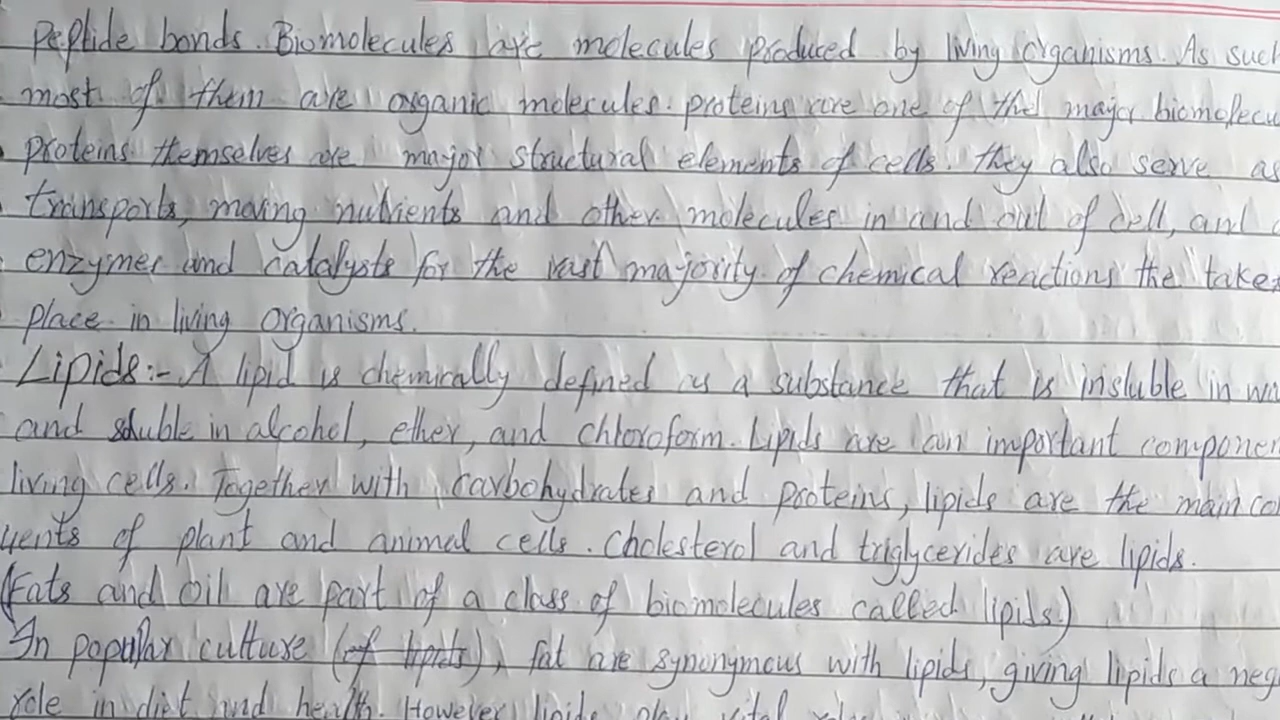 Peptide bonds. Biomolecules are molecules produced by living organisms. As such
most of them are organic molecules. proteins are one of the major biomolecu
proteins themselves are major structural elements of cells. they also serve as
transports, moving nutrients and other molecules in and out of cell, and
enzymes and catalysts for the vast majority of chemical reactions the takes
place in living organisms.
Lipids:- A lipid is chemically defined as a substance that is insluble in wa
and soluble in alcohol, ether, and chloroform. Lipids are an important componen
living cells. Together with carbohydrates and proteins, lipids are the main co
uents of plant and animal cells. Cholesterol and triglycerides are lipids.
(Fats and oil are part of a class of biomolecules called lipils)
In popular culture (of lipids), fat are synonymous with lipids, giving lipids a neg
role in diet and health. However lipids play vital